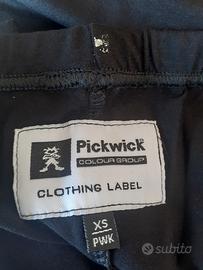 Pickwick®
COLOUR GROUP
CLOTHING LABEL
XS
PWK
subito